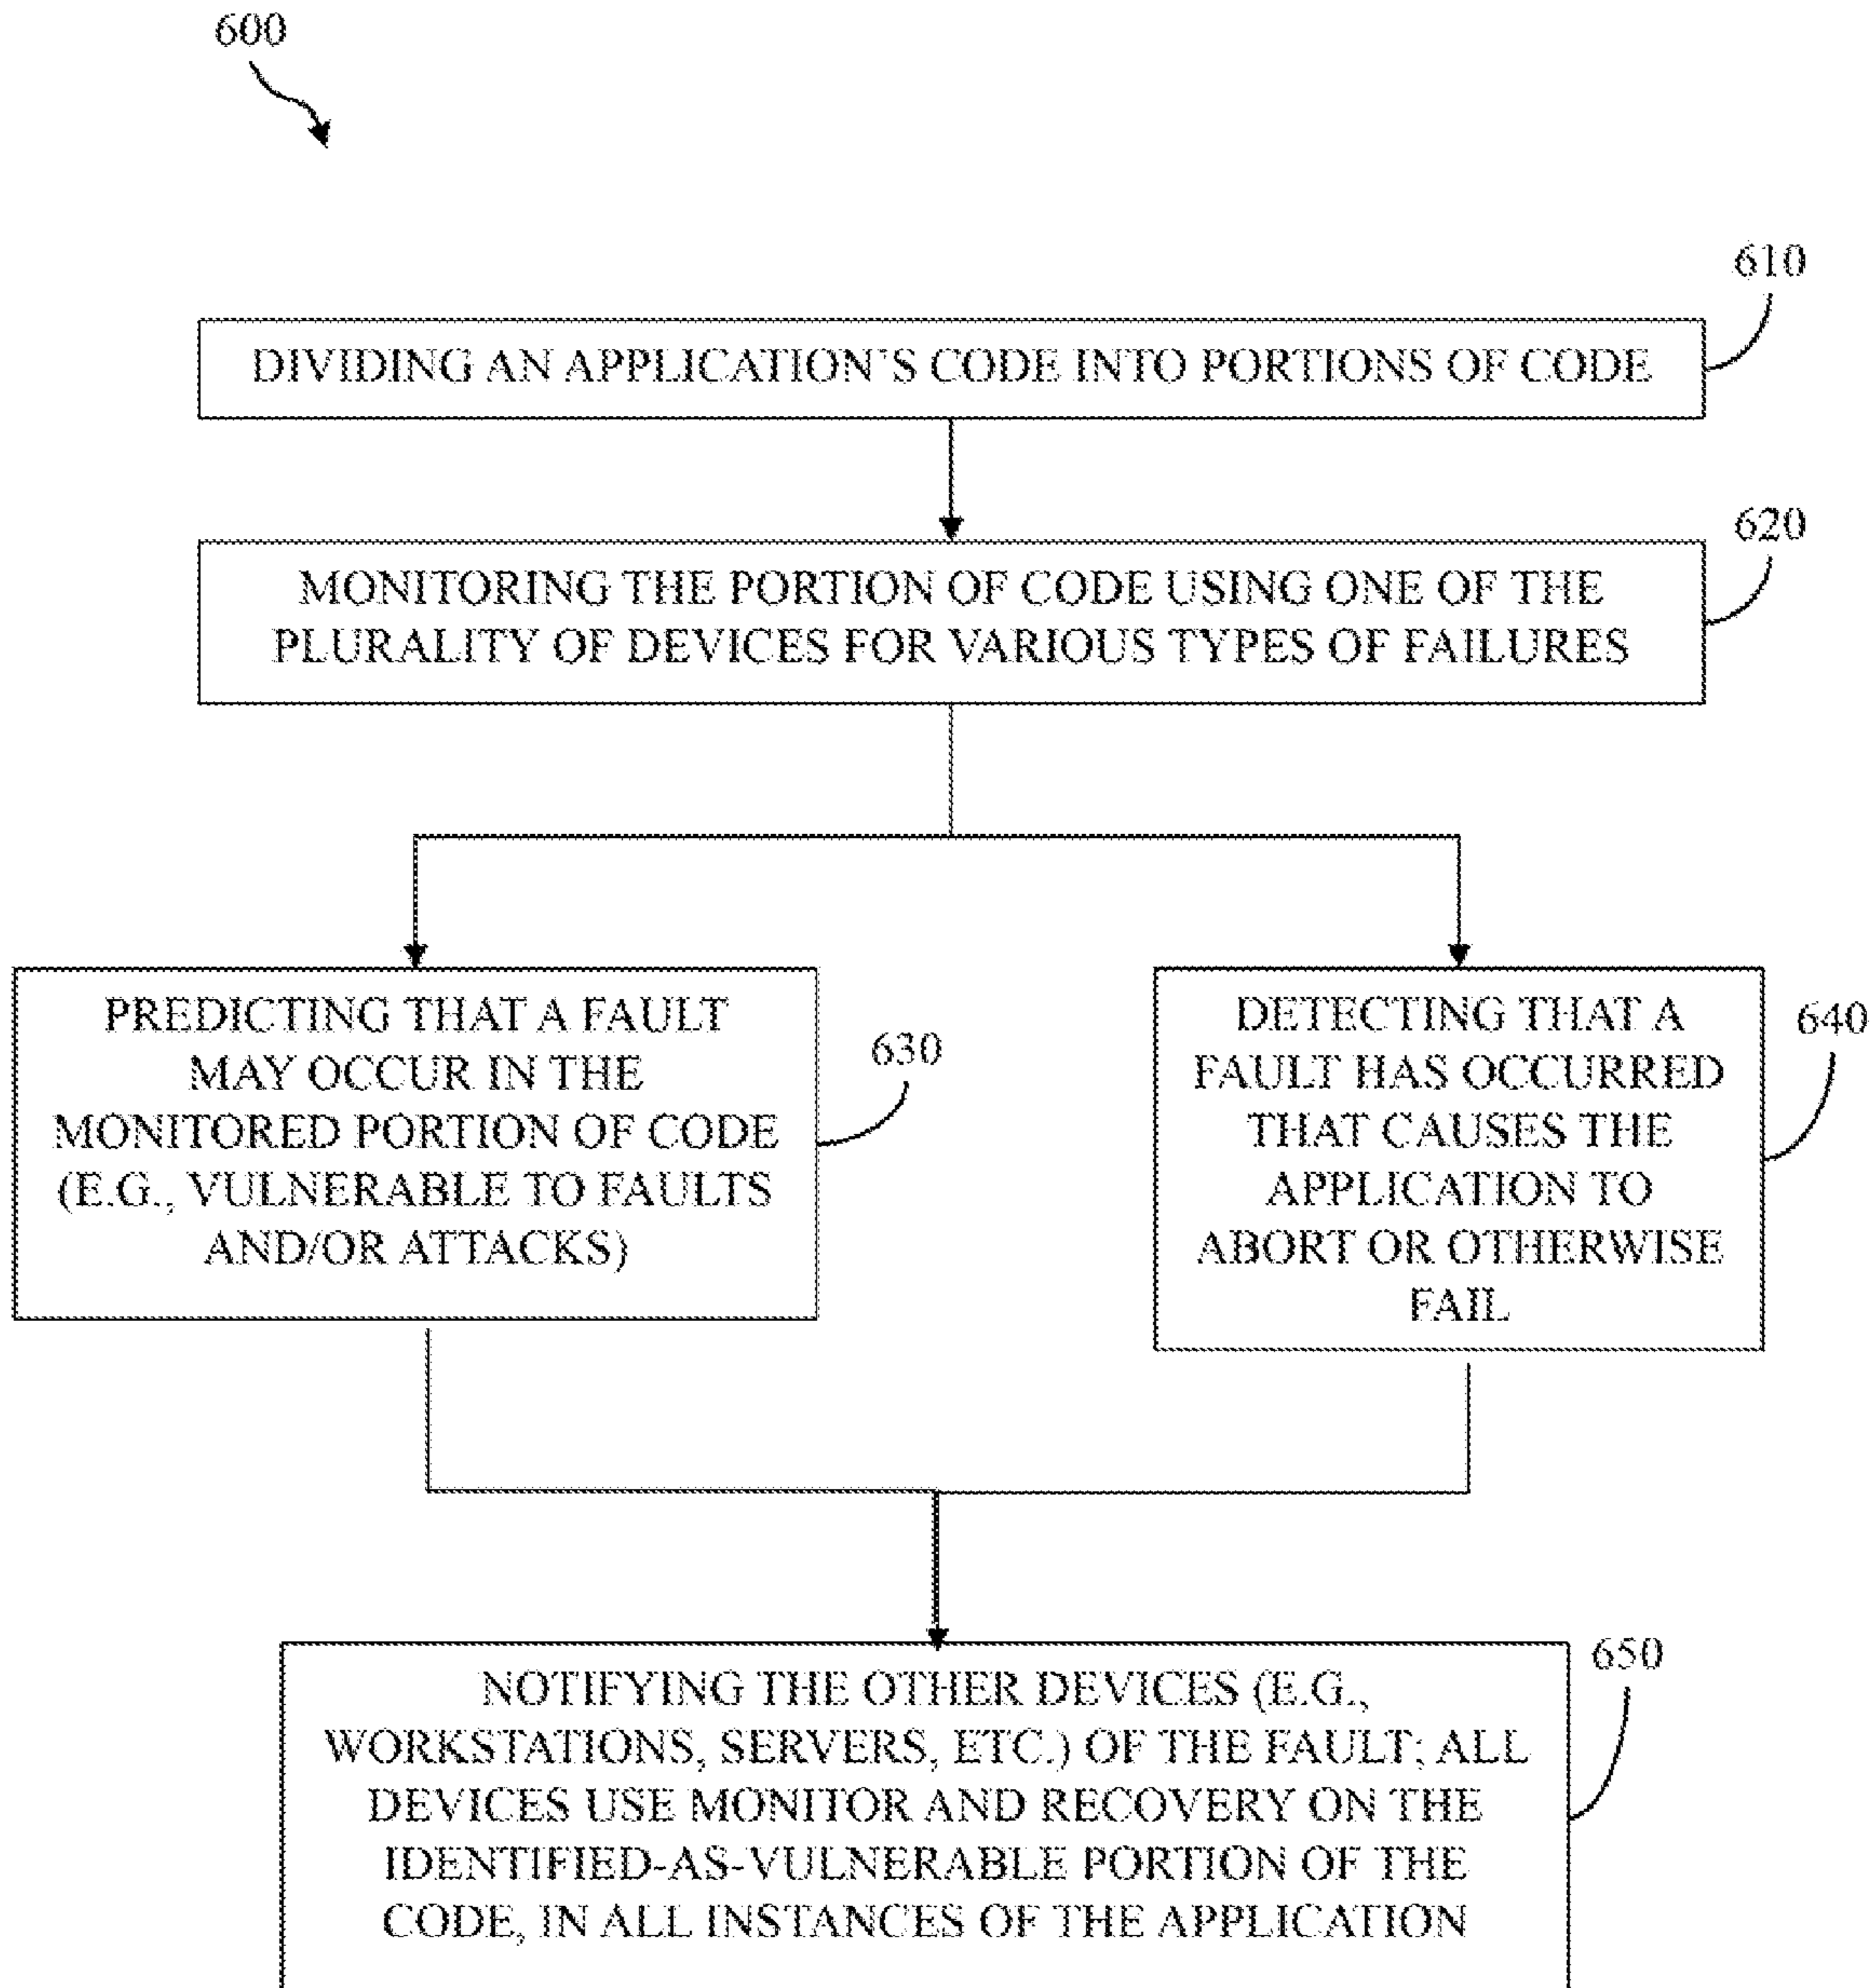 600
610
DIVIDING AN APPLICATION'S CODE INTO PORTIONS OF CODE
620
MONITORING THE PORTION OF CODE USING ONE OF THE
PLURALITY OF DEVICES FOR VARIOUS TYPES OF FAILURES
PREDICTING THAT A FAULT
MAY OCCUR IN THE
MONITORED PORTION OF CODE
(E.G., VULNERABLE TO FAULTS
AND/OR ATTACKS)
630
DETECTING THAT A
FAULT HAS OCCURRED
THAT CAUSES THE
APPLICATION TO
ABORT OR OTHERWISE
FAIL
640
650
NOTIFYING THE OTHER DEVICES (E.G.,
WORKSTATIONS, SERVERS, ETC.) OF THE FAULT; ALL
DEVICES USE MONITOR AND RECOVERY ON THE
IDENTIFIED-AS-VULNERABLE PORTION OF THE
CODE, IN ALL INSTANCES OF THE APPLICATION